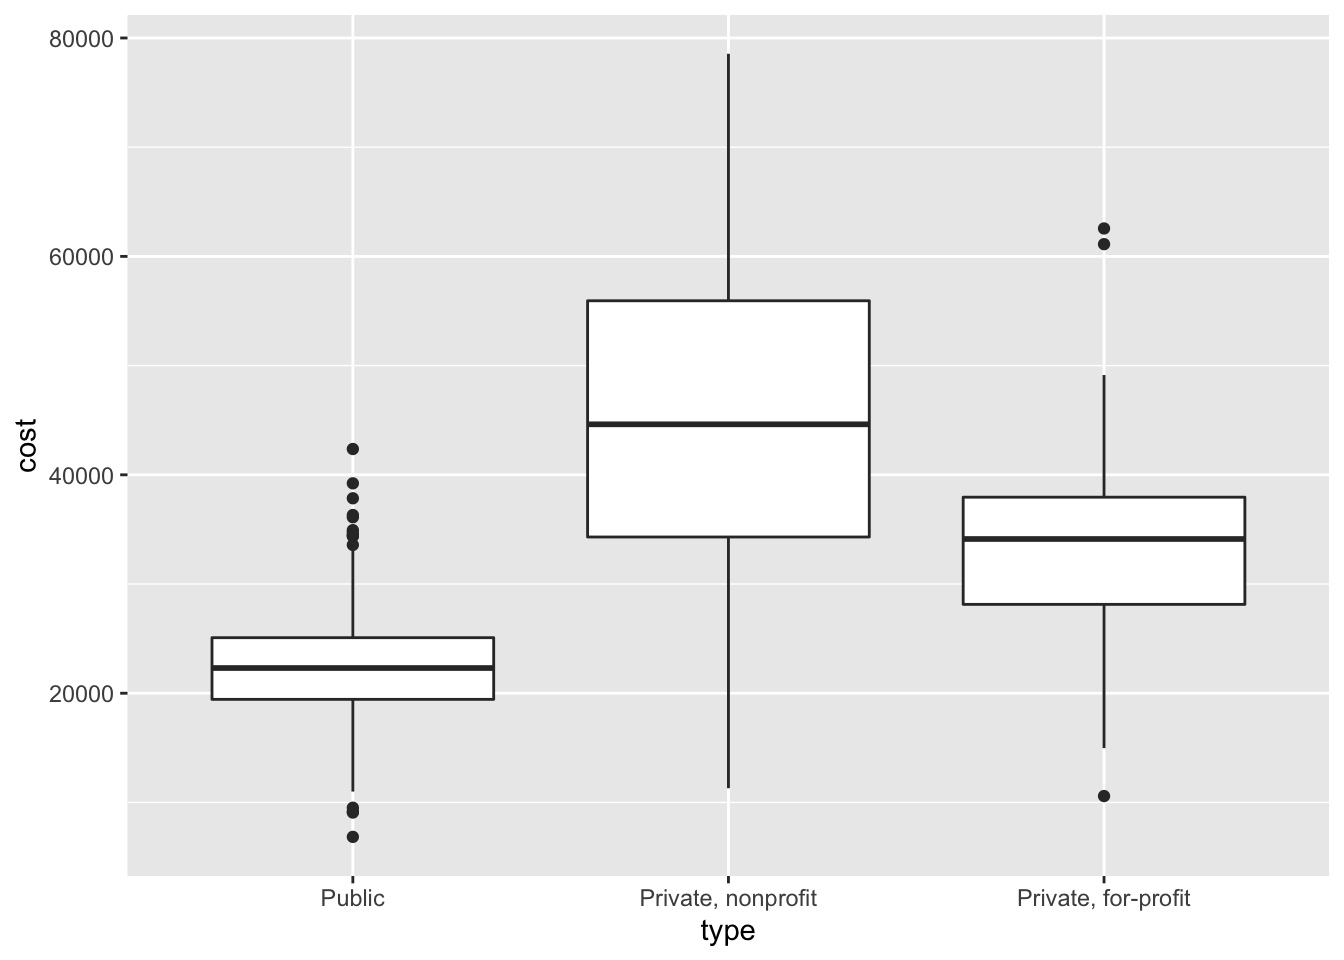 80000
60000
40000
20000
cost
Public
Private, nonprofit
Private, for-profit
type